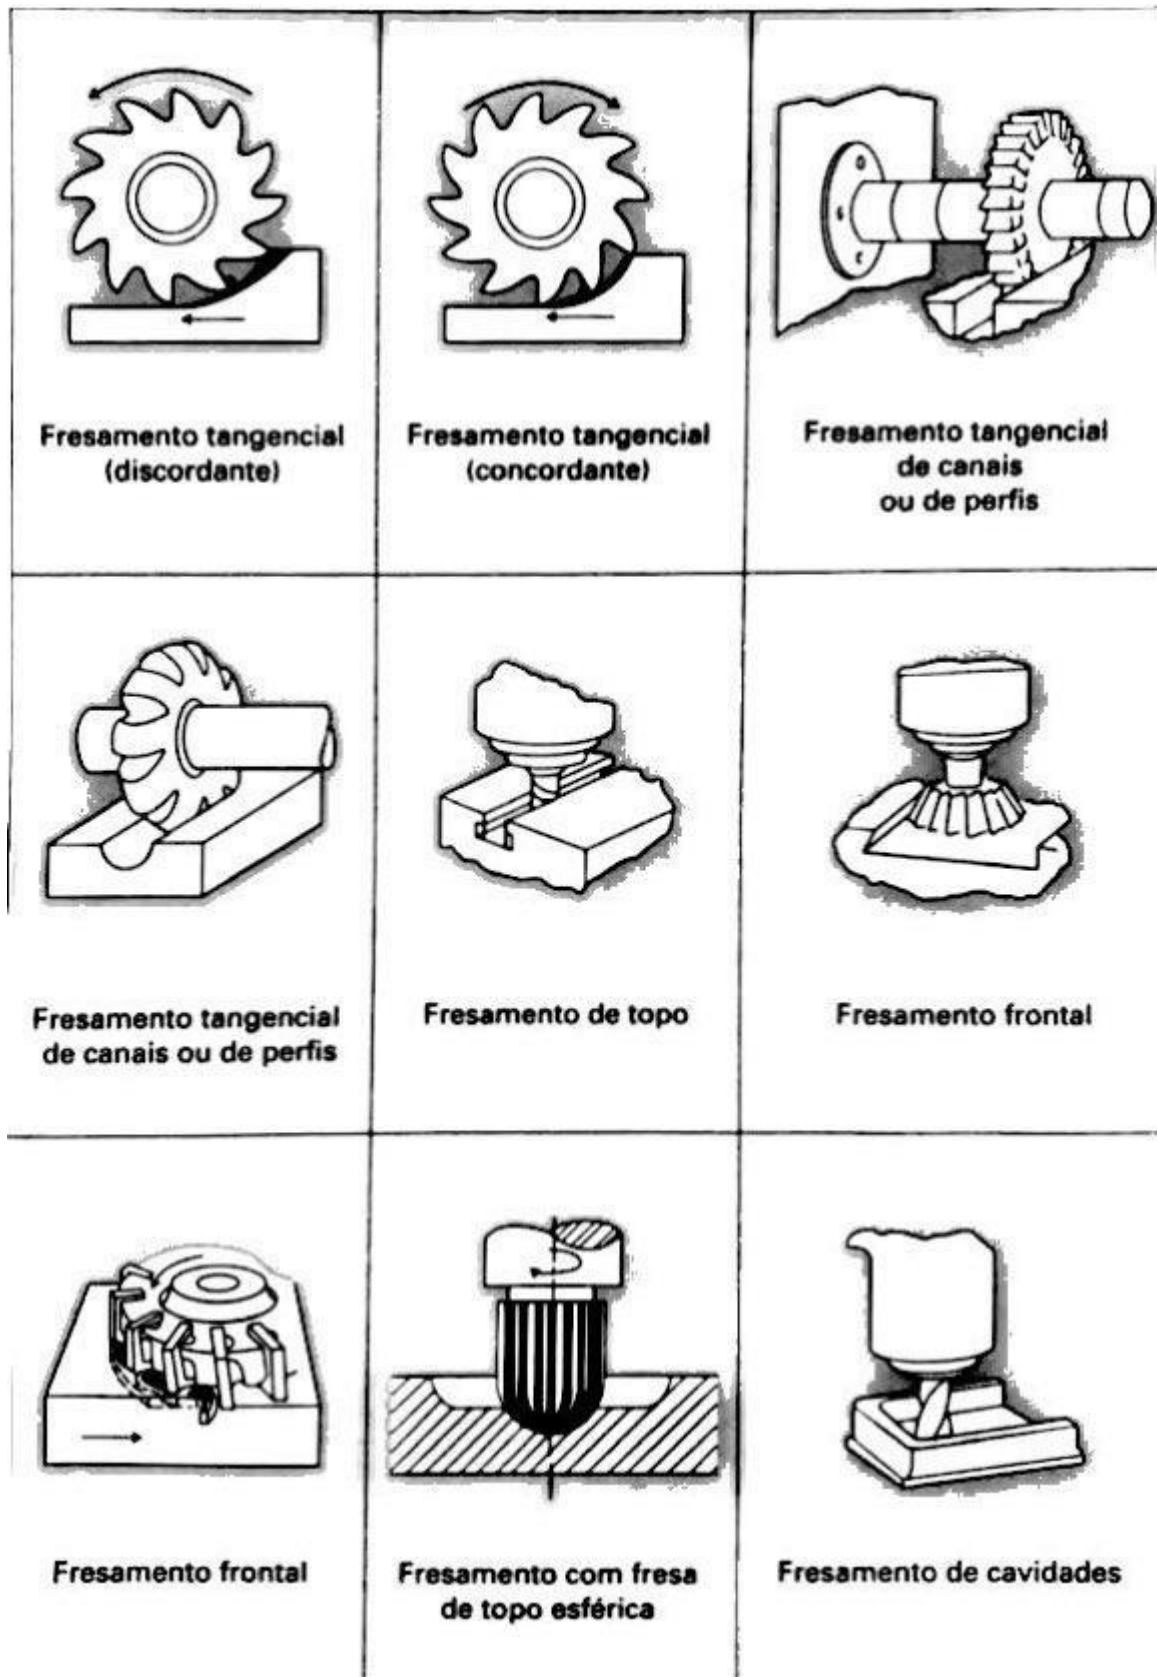 Fresamento tangencial
(discordante)
Fresamento tangencial
(concordante)
Fresamento tangencial
de canais
ou de perfis
Fresamento tangencial
de canais ou de perfis
Fresamento de topo
Fresamento frontal
Fresamento frontal
Fresamento com fresa
de topo esférica
Fresamento de cavidades